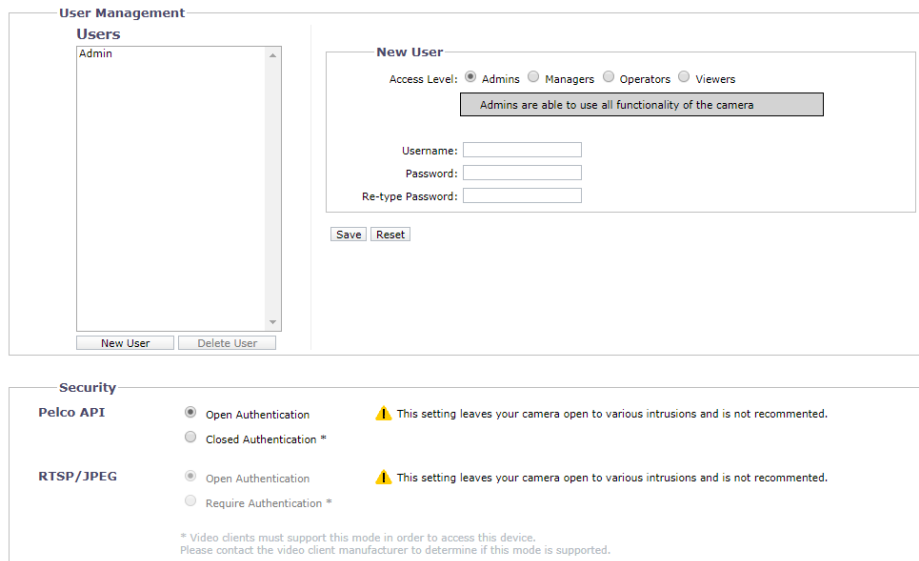 User Management
Users
Admin
New User
Delete User
New User
Access Level: Admins Managers Operators Viewers
Admins are able to use all functionality of the camera
Username:
Password:
Re-type Password:
Save Reset
Security
Pelco API
Open Authentication
This setting leaves your camera open to various intrusions and is not recommented.
Closed Authentication *
RTSP/JPEG
Open Authentication
This setting leaves your camera open to various intrusions and is not recommented.
Require Authentication *
* Video clients must support this mode in order to access this device.
Please contact the video client manufacturer to determine if this mode is supported.